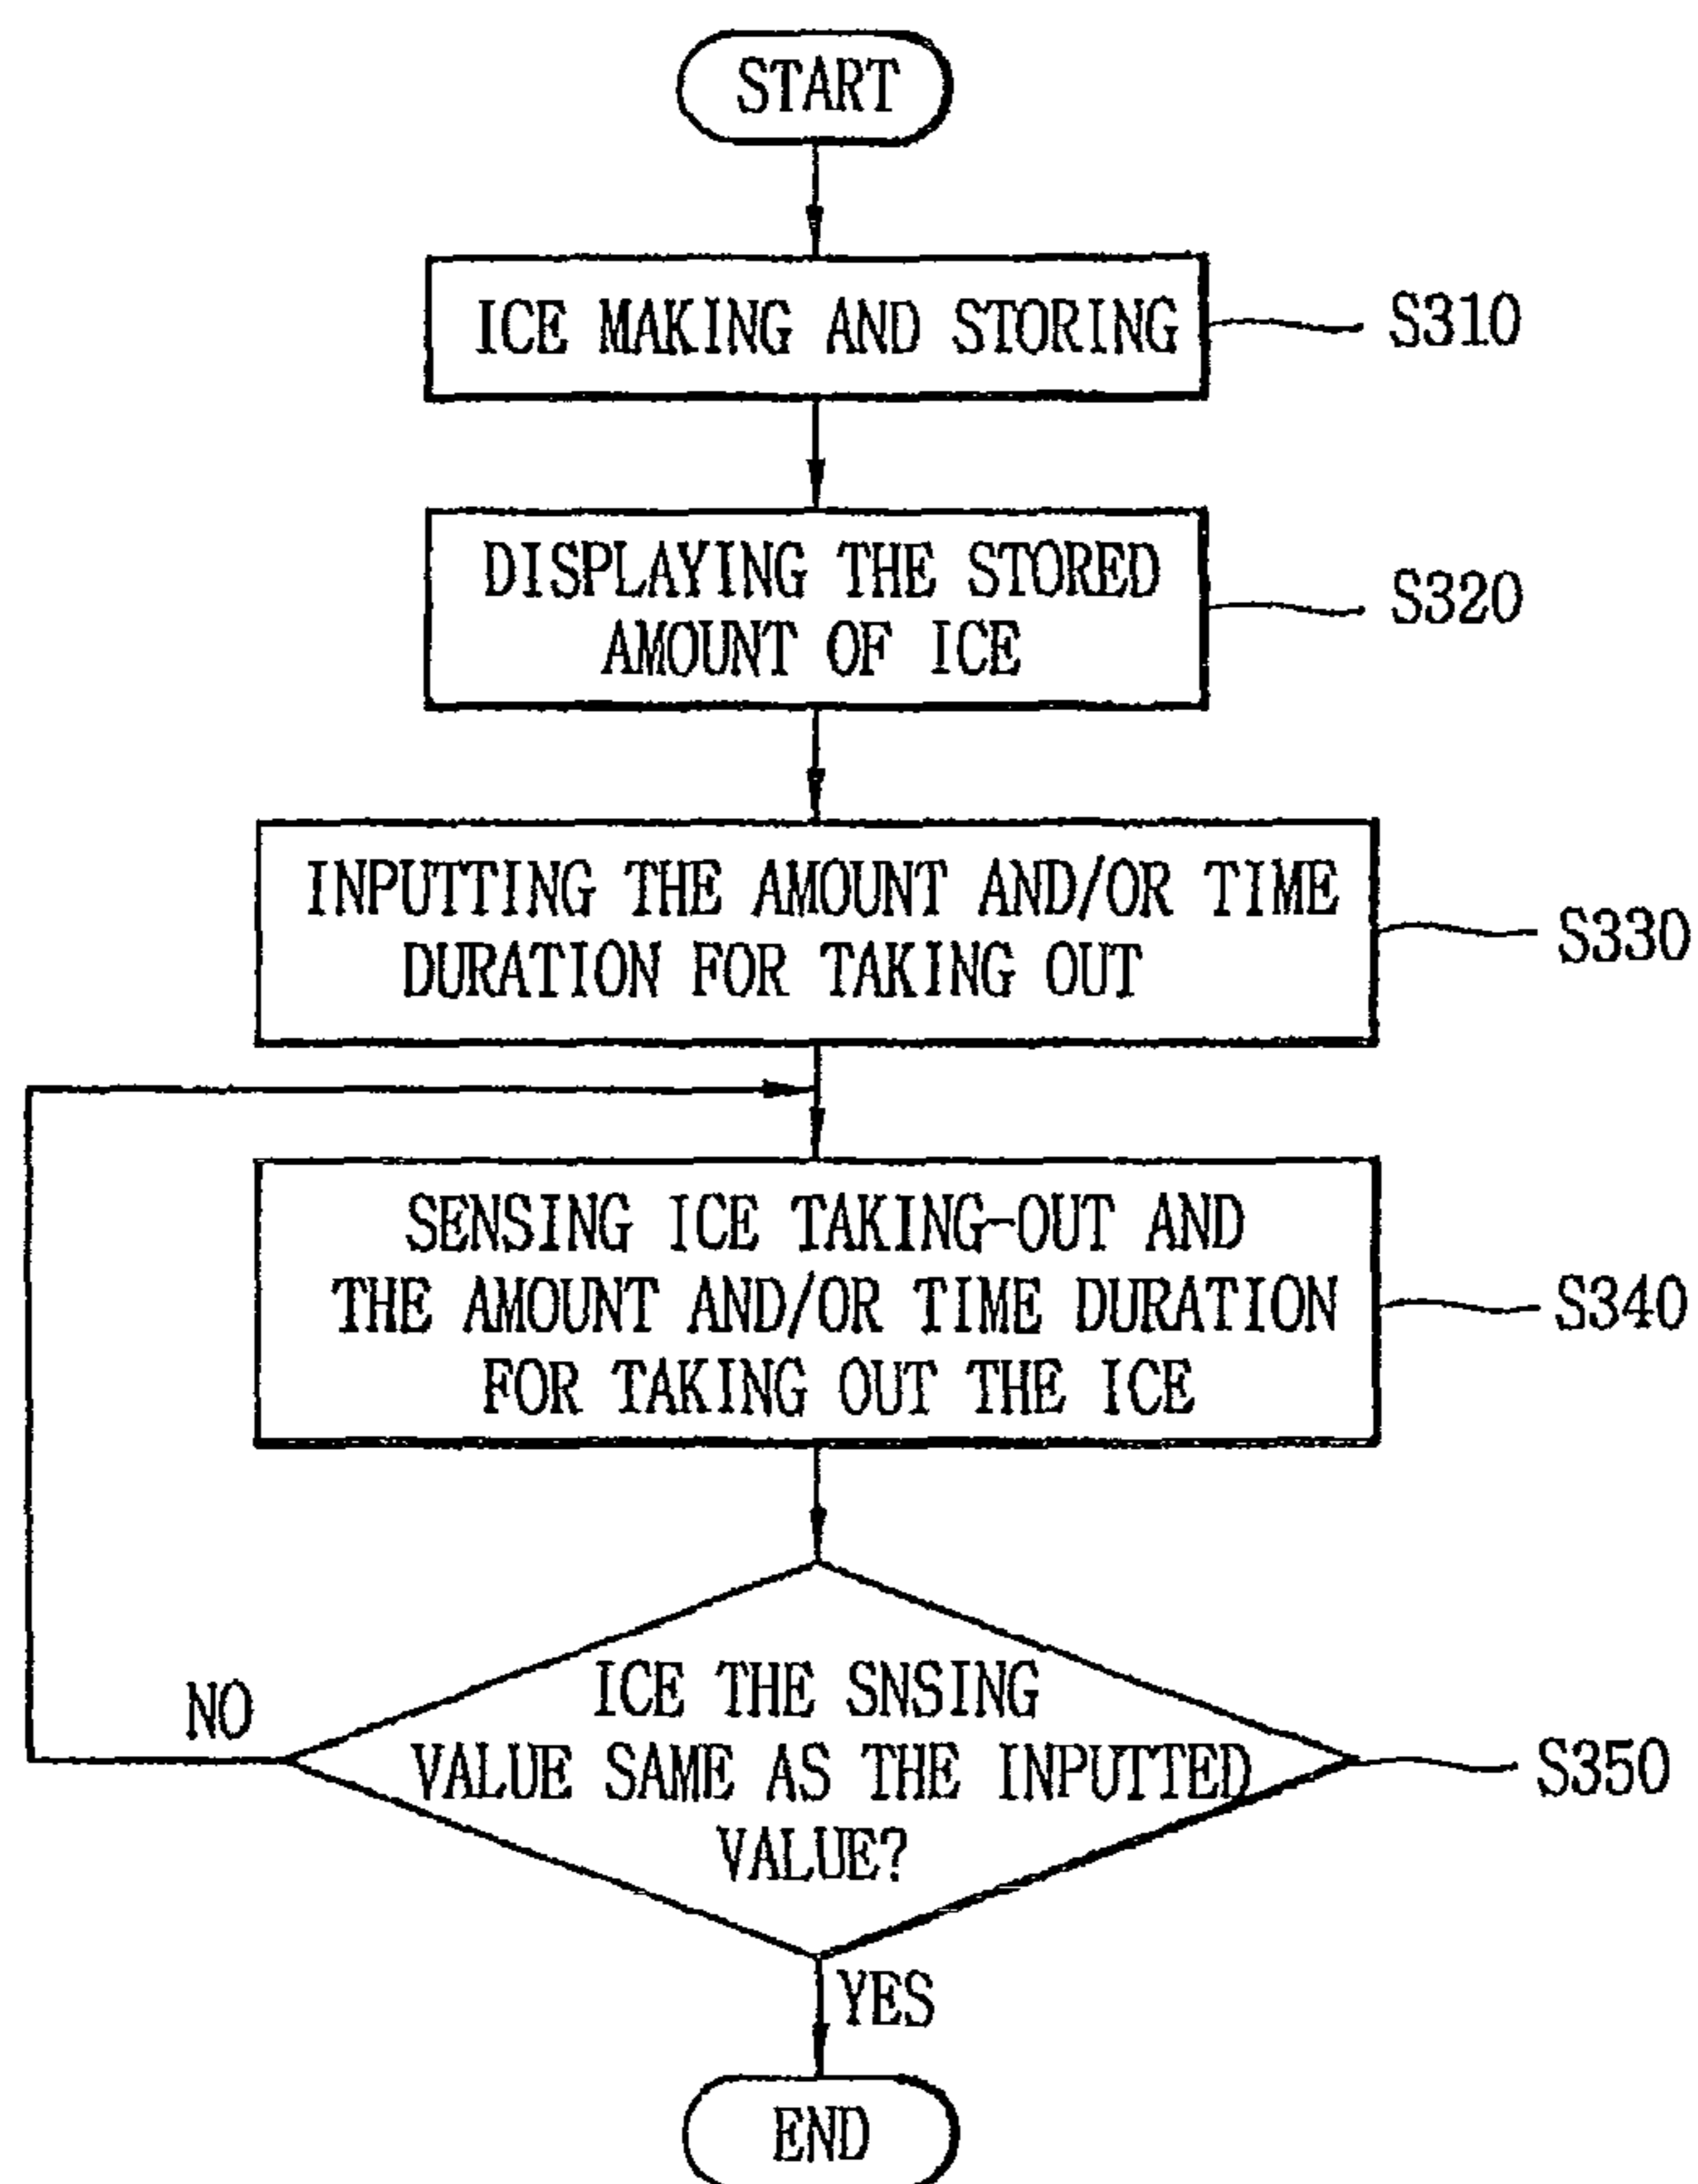 START
ICE MAKING AND STORING
S310
DISPLAYING THE STORED
AMOUNT OF ICE
S320
INPUTTING THE AMOUNT AND/OR TIME
DURATION FOR TAKING OUT
S330
SENSING ICE TAKING-OUT AND
THE AMOUNT AND/OR TIME DURATION
FOR TAKING OUT THE ICE
S340
ICE THE SNSING
VALUE SAME AS THE INPUTTED
VALUE?
S350
NO
YES
END